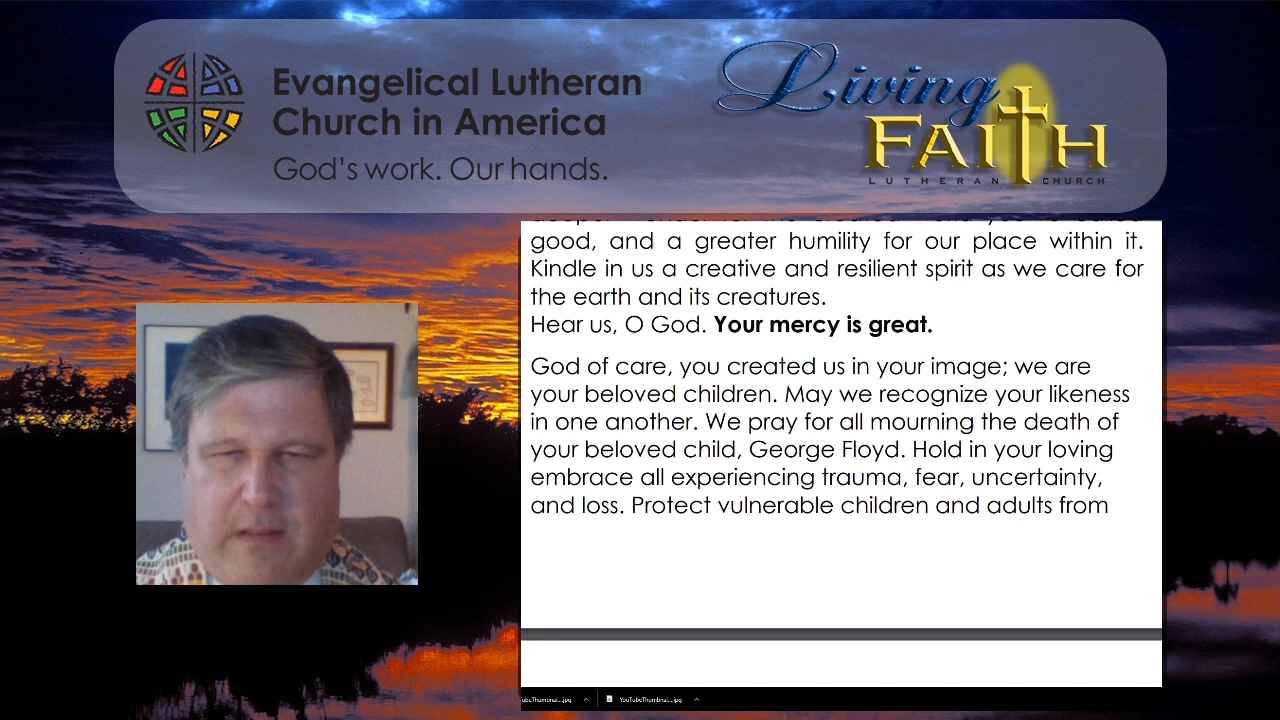 Evangelical Lutheran
Church in America
God's work. Our hands.
Living
FAITH
LUTHERAN CHURCH
good, and a greater humility for our place within it.
Kindle in us a creative and resilient spirit as we care for
the earth and its creatures.
Hear us, O God. Your mercy is great.
God of care, you created us in your image; we are
your beloved children. May we recognize your likeness
in one another. We pray for all mourning the death of
your beloved child, George Floyd. Hold in your loving
embrace all experiencing trauma, fear, uncertainty,
and loss. Protect vulnerable children and adults from
ubeThumbnai....jpg YouTubeThumbnai....jpg